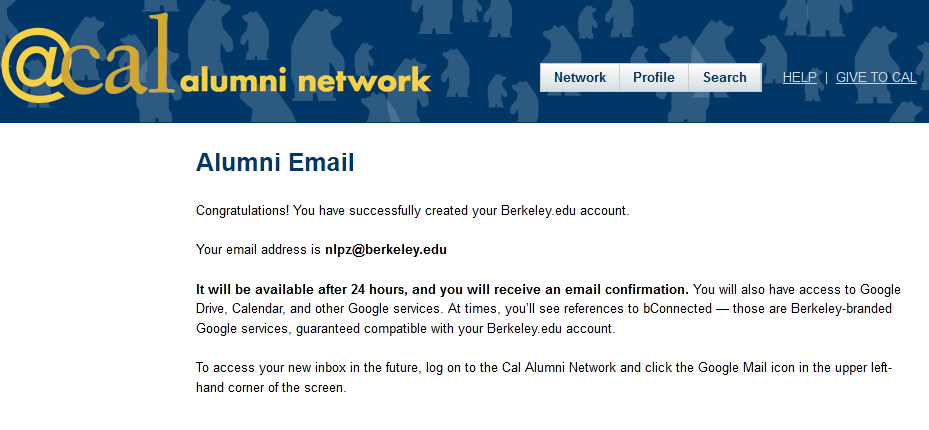 @cal alumni network
Network Profile Search HELP | GIVE TO CAL
Alumni Email
Congratulations! You have successfully created your Berkeley.edu account.
Your email address is nlpz@berkeley.edu
It will be available after 24 hours, and you will receive an email confirmation. You will also have access to Google
Drive, Calendar, and other Google services. At times, you’ll see references to bConnected — those are Berkeley-branded
Google services, guaranteed compatible with your Berkeley.edu account.
To access your new inbox in the future, log on to the Cal Alumni Network and click the Google Mail icon in the upper left-
hand corner of the screen.